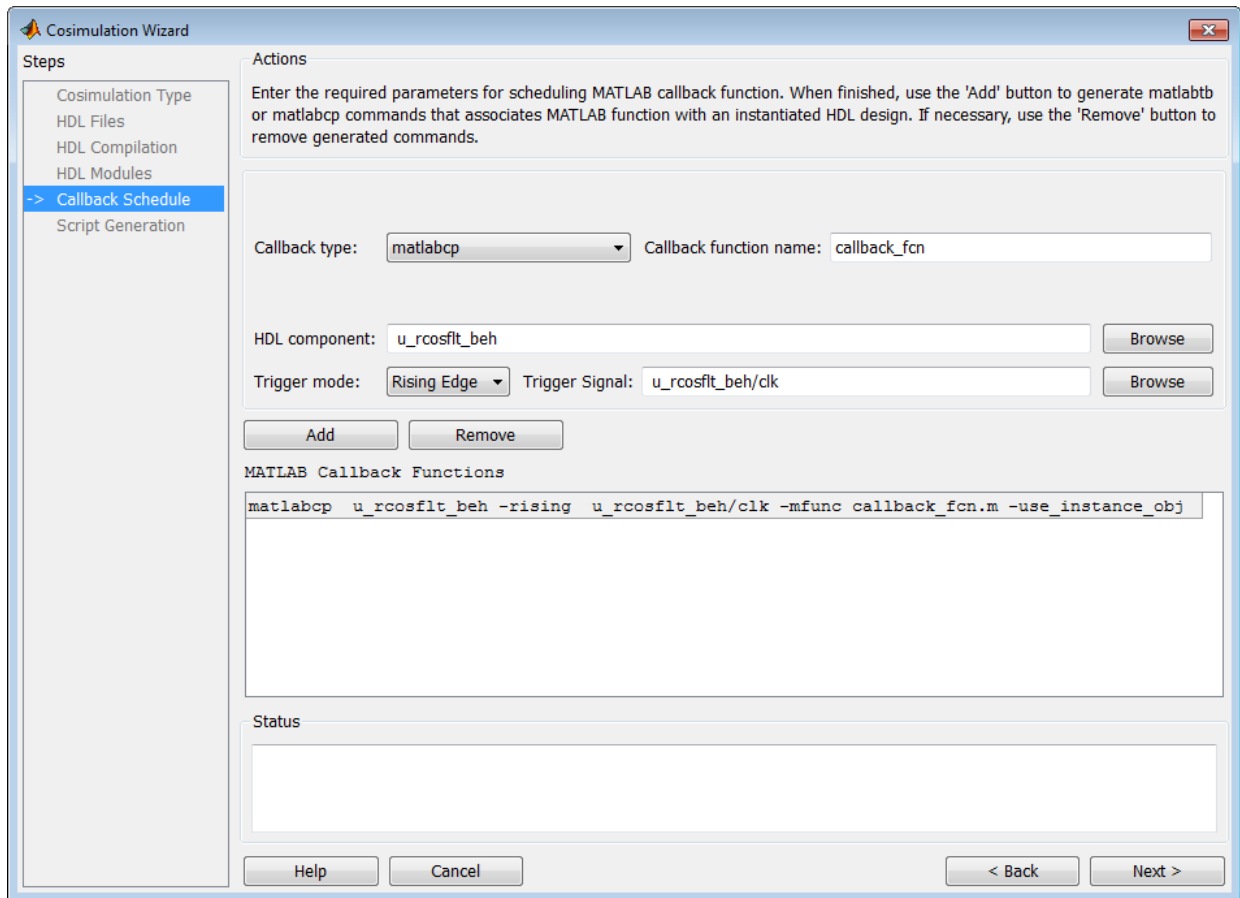 Cosimulation Wizard
Steps
Cosimulation Type
HDL Files
HDL Compilation
HDL Modules
-> Callback Schedule
Script Generation
Actions
Enter the required parameters for scheduling MATLAB callback function. When finished, use the 'Add' button to generate matlabtb
or matlabcp commands that associates MATLAB function with an instantiated HDL design. If necessary, use the 'Remove' button to
remove generated commands.
Callback type: matlabcp Callback function name: callback_fcn
HDL component: u_rcosflt_beh Browse
Trigger mode: Rising Edge Trigger Signal: u_rcosflt_beh/clk Browse
Add Remove
MATLAB Callback Functions
matlabcp  u_rcosflt_beh -rising  u_rcosflt_beh/clk -mfunc callback_fcn.m -use_instance_obj
Status
Help Cancel < Back Next >